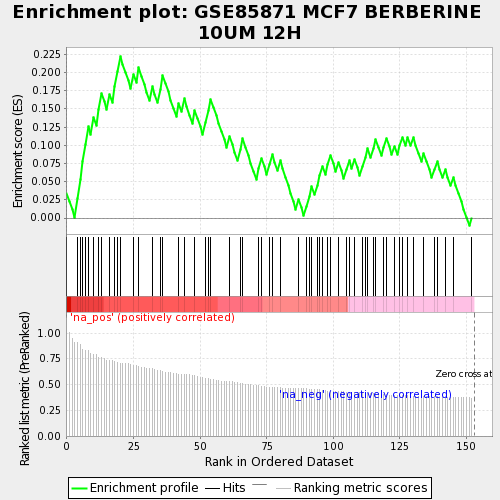 Enrichment plot: GSE85871 MCF7 BERBERINE
10UM 12H
Enrichment score (ES)
0.225
0.200
0.175
0.150
0.125
0.100
0.075
0.050
0.025
0.000
'na_pos' (positively correlated)
Ranked list metric (PreRanked)
1.00
0.75
0.50
0.25
0.00
Zero cross at
'na_neg' (negatively correlated)
0 25 50 75 100 125 150
Rank in Ordered Dataset
Enrichment profile Hits Ranking metric scores